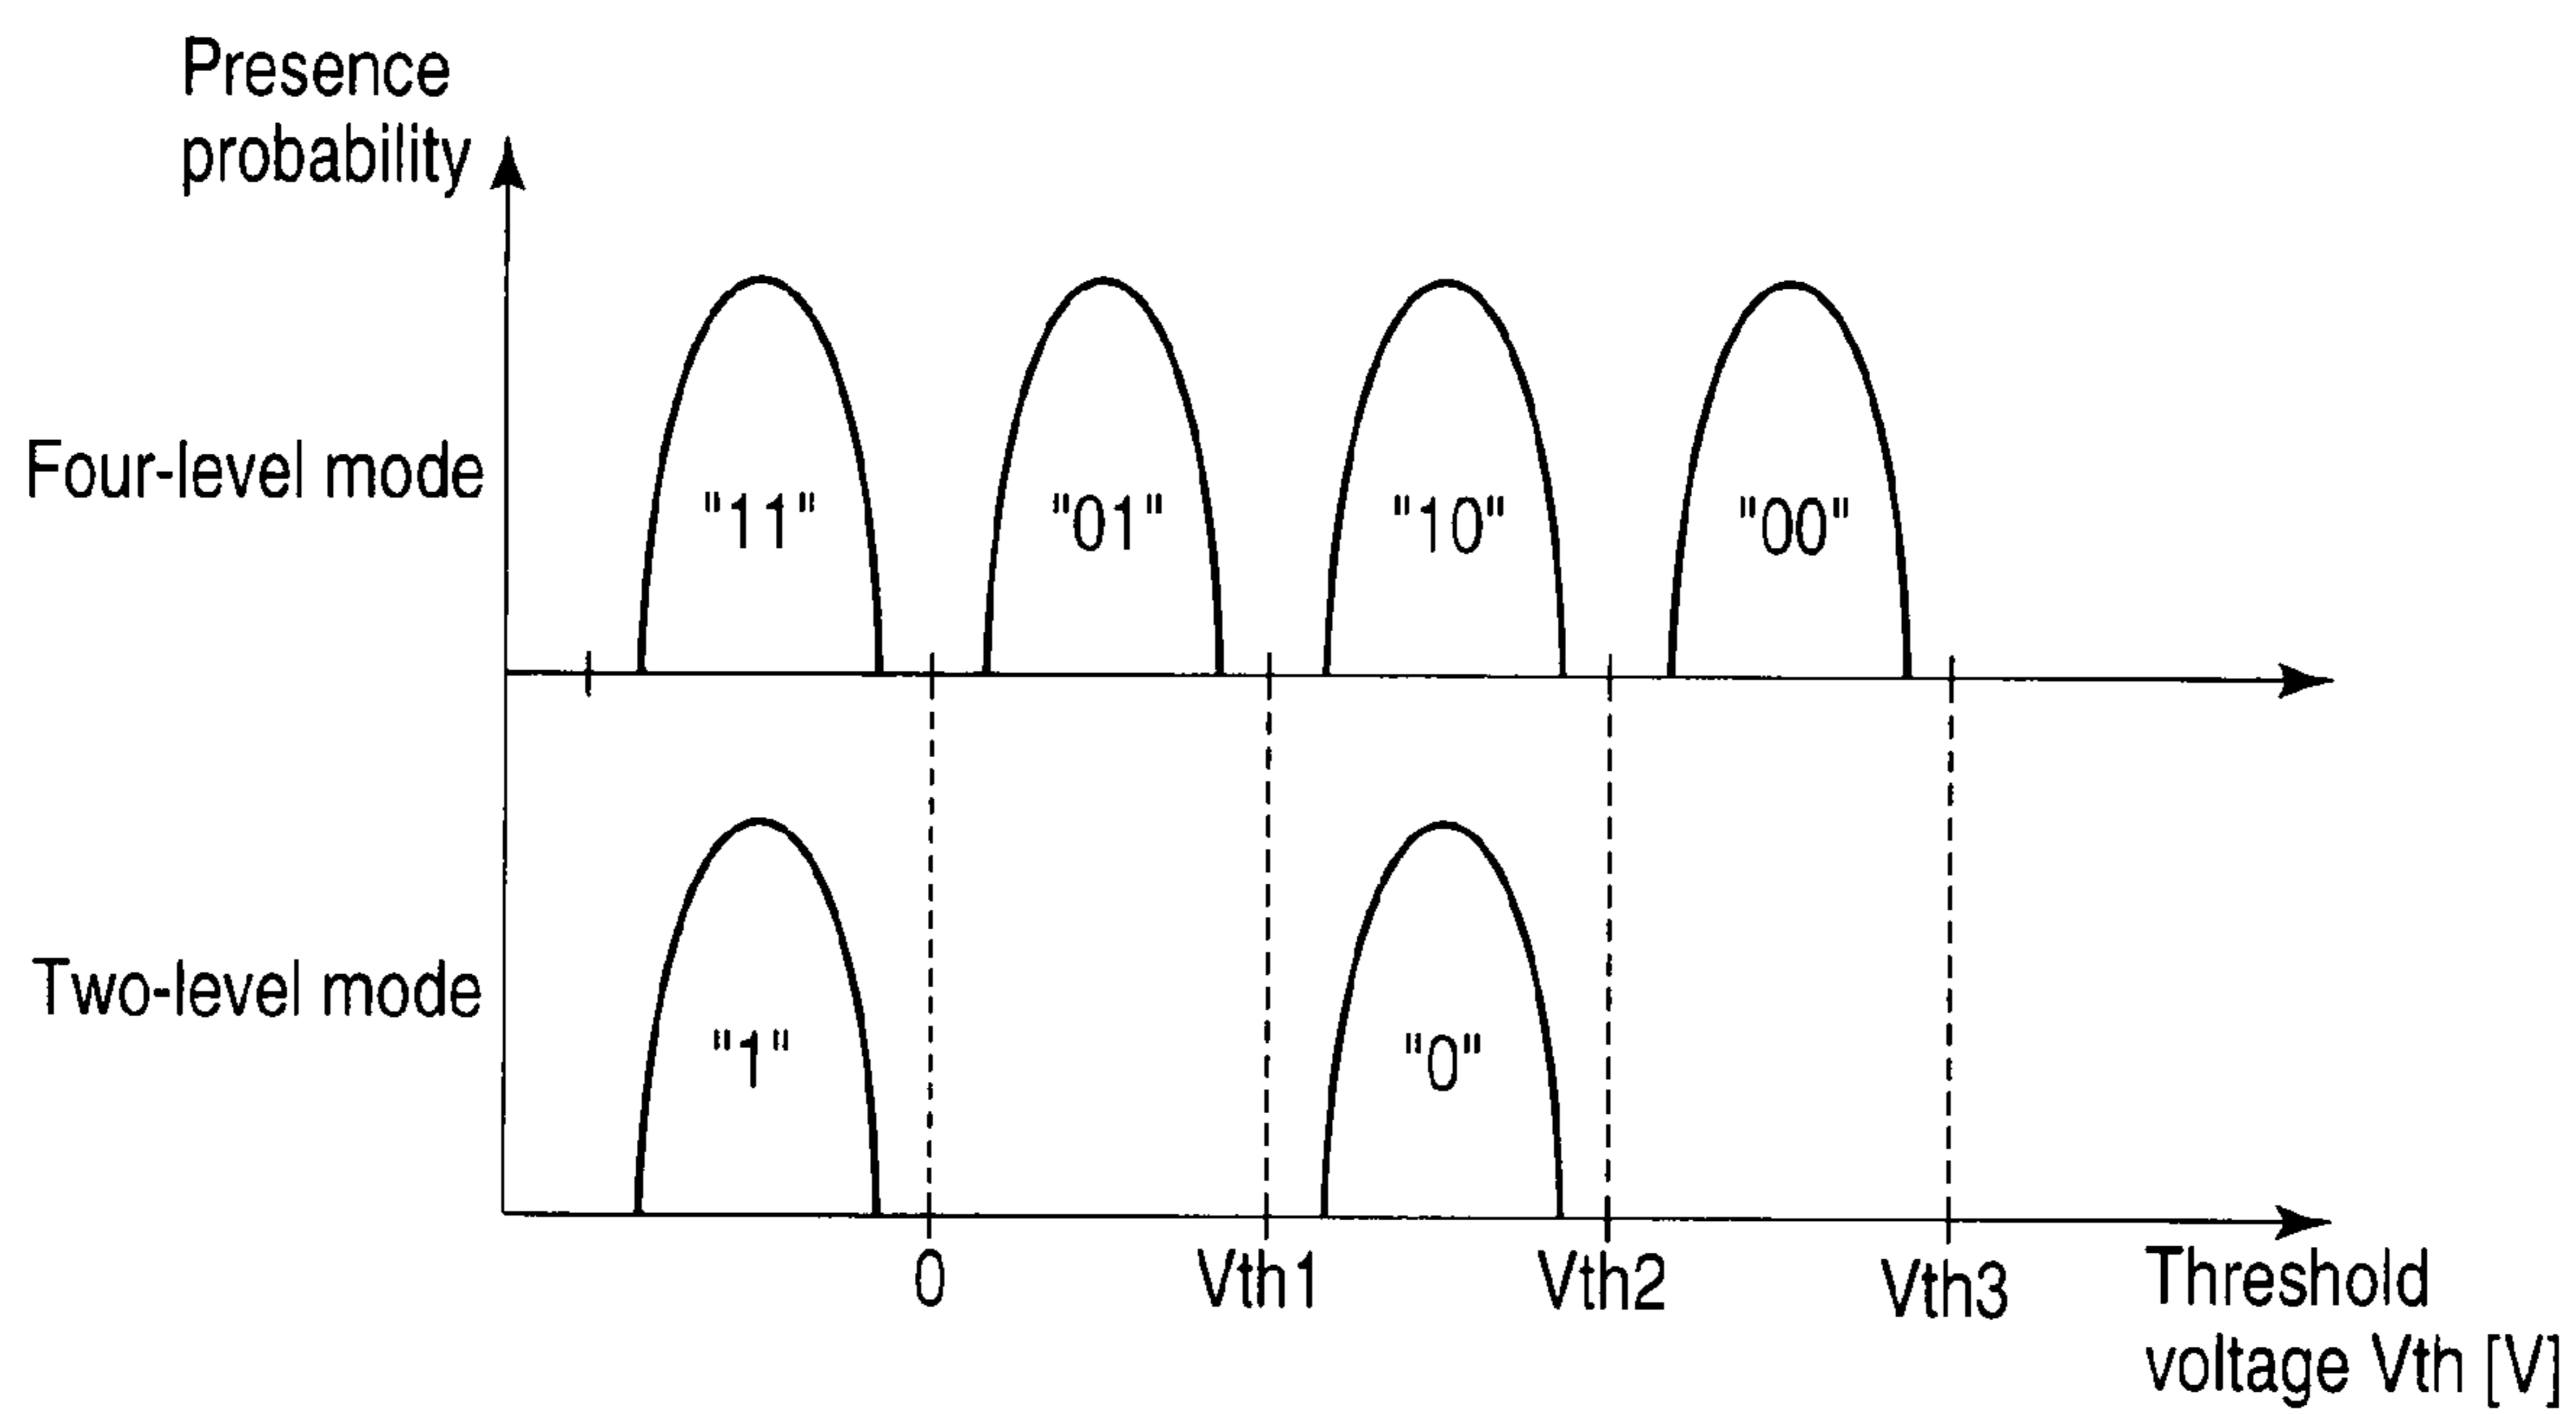 Presence
probability
Four-level mode
"11"
"01"
"10"
"00"
Two-level mode
"1"
"0"
0
Vth1
Vth2
Vth3
Threshold
voltage Vth [V]